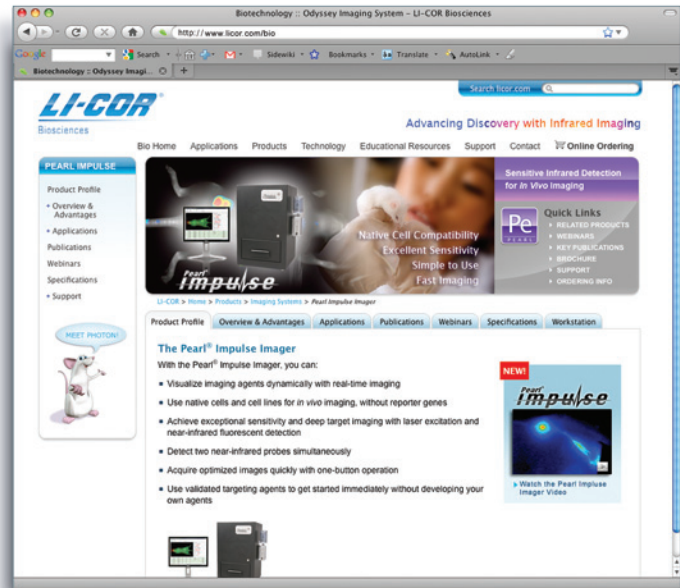 Biotechnology :: Odyssey Imaging System – LI-COR Biosciences
http://www.licor.com/bio
Google Search Sidewiki Bookmarks Translate AutoLink
Biotechnology :: Odyssey Imagi...
Search licor.com
LI-COR®
Biosciences
Advancing Discovery with Infrared Imaging
Bio Home Applications Products Technology Educational Resources Support Contact Online Ordering
PEARL IMPULSE
Product Profile
• Overview & Advantages
• Applications
Publications
Webinars
Specifications
• Support
MEET PHOTON!
Native Cell Compatibility
Excellent Sensitivity
Simple to Use
Fast Imaging
Pearl
impulse
Sensitive Infrared Detection
for In Vivo Imaging
Pe
PEARL
Quick Links
RELATED PRODUCTS
WEBINARS
KEY PUBLICATIONS
BROCHURE
SUPPORT
ORDERING INFO
LI-COR > Home > Products > Imaging Systems > Pearl Impulse Imager
Product Profile Overview & Advantages Applications Publications Webinars Specifications Workstation
The Pearl® Impulse Imager
With the Pearl® Impulse Imager, you can:
• Visualize imaging agents dynamically with real-time imaging
• Use native cells and cell lines for in vivo imaging, without reporter genes
• Achieve exceptional sensitivity and deep target imaging with laser excitation and
near-infrared fluorescent detection
• Detect two near-infrared probes simultaneously
• Acquire optimized images quickly with one-button operation
• Use validated targeting agents to get started immediately without developing your
own agents
NEW!
Pearl
impulse
Watch the Pearl Impluse
Imager Video